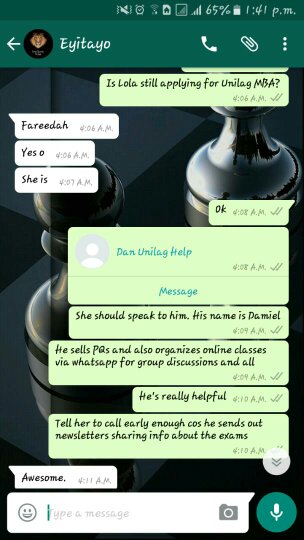 65% 1:41 p.m.
Eyitayo
Is Lola still applying for Unilag MBA?
4:06 A.M.
Fareedah
4:06 A.M.
Yes o 4:06 A.M.
She is 4:07 A.M.
Ok 4:08 A.M.
Dan Unilag Help
4:08 A.M.
Message
She should speak to him. His name is Damiel
4:09 A.M.
He sells PQs and also organizes online classes
via whatsapp for group discussions and all
4:09 A.M.
He's really helpful 4:10 A.M.
Tell her to call early enough cos he sends out
newsletters sharing info about the exams
4:10 A.M.
Awesome. 4:11 A.M.
Type a message